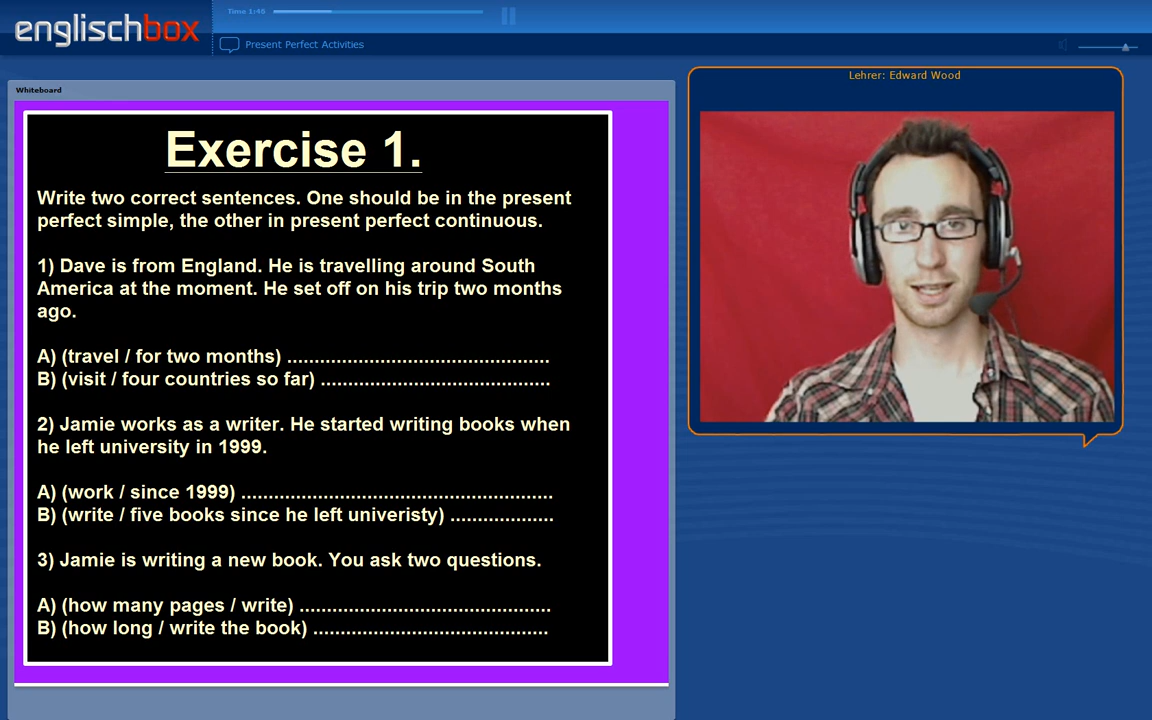 englischbox
Time 1:40
Present Perfect Activities
Whiteboard
Exercise 1.
Write two correct sentences. One should be in the present
perfect simple, the other in present perfect continuous.
1) Dave is from England. He is travelling around South
America at the moment. He set off on his trip two months
ago.
A) (travel / for two months) ................................................
B) (visit / four countries so far) ..........................................
2) Jamie works as a writer. He started writing books when
he left university in 1999.
A) (work / since 1999) .........................................................
B) (write / five books since he left univeristy) ...................
3) Jamie is writing a new book. You ask two questions.
A) (how many pages / write) ..............................................
B) (how long / write the book) ...........................................
Lehrer: Edward Wood